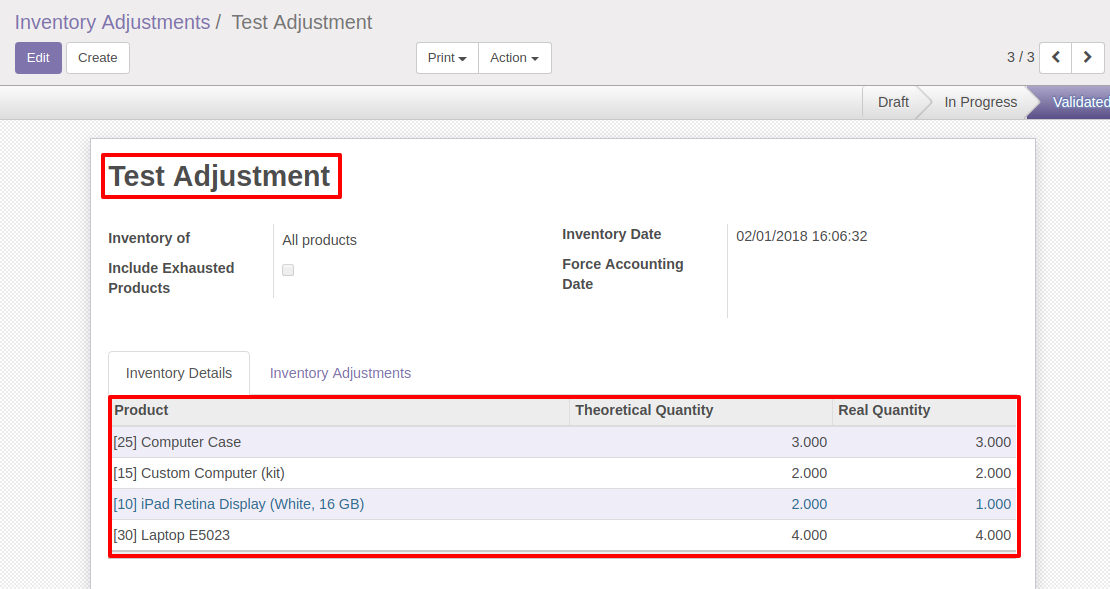 Inventory Adjustments / Test Adjustment
Edit Create Print Action 3 / 3
Draft In Progress Validated
Test Adjustment
Inventory of All products Inventory Date 02/01/2018 16:06:32
Include Exhausted Products Force Accounting Date
Inventory Details Inventory Adjustments
Product Theoretical Quantity Real Quantity
[25] Computer Case 3.000 3.000
[15] Custom Computer (kit) 2.000 2.000
[10] iPad Retina Display (White, 16 GB) 2.000 1.000
[30] Laptop E5023 4.000 4.000